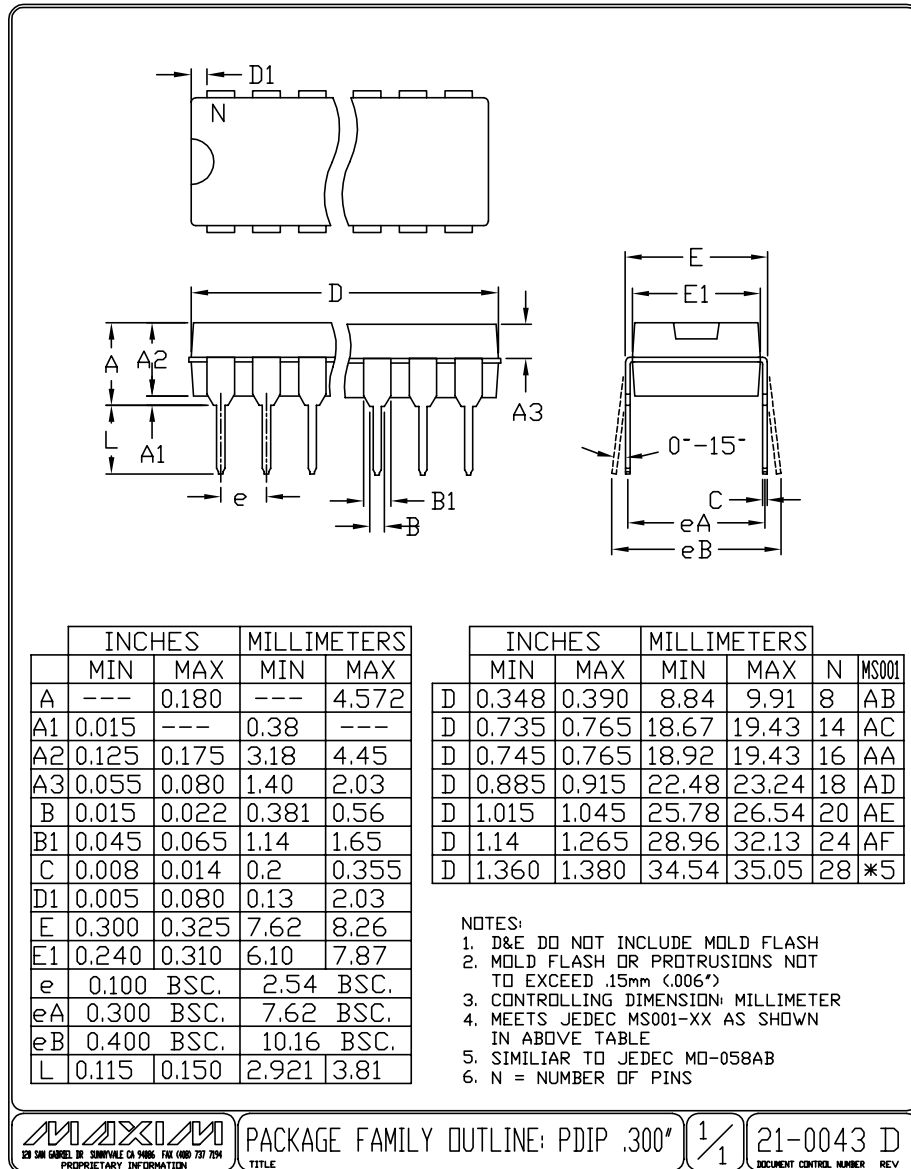 D1
N
D
E
E1
A
A2
A3
L
A1
0°-15°
e
B1
B
C
eA
eB
INCHES MILLIMETERS
MIN MAX MIN MAX
A --- 0.180 --- 4.572
A1 0.015 --- 0.38 ---
A2 0.125 0.175 3.18 4.45
A3 0.055 0.080 1.40 2.03
B 0.015 0.022 0.381 0.56
B1 0.045 0.065 1.14 1.65
C 0.008 0.014 0.2 0.355
D1 0.005 0.080 0.13 2.03
E 0.300 0.325 7.62 8.26
E1 0.240 0.310 6.10 7.87
e 0.100 BSC. 2.54 BSC.
eA 0.300 BSC. 7.62 BSC.
eB 0.400 BSC. 10.16 BSC.
L 0.115 0.150 2.921 3.81
INCHES MILLIMETERS
MIN MAX MIN MAX N MS001
D 0.348 0.390 8.84 9.91 8 AB
D 0.735 0.765 18.67 19.43 14 AC
D 0.745 0.765 18.92 19.43 16 AA
D 0.885 0.915 22.48 23.24 18 AD
D 1.015 1.045 25.78 26.54 20 AE
D 1.14 1.265 28.96 32.13 24 AF
D 1.360 1.380 34.54 35.05 28 *5
NOTES:
1. D&E DO NOT INCLUDE MOLD FLASH
2. MOLD FLASH OR PROTRUSIONS NOT
TO EXCEED .15mm (.006")
3. CONTROLLING DIMENSION: MILLIMETER
4. MEETS JEDEC MS001-XX AS SHOWN
IN ABOVE TABLE
5. SIMILIAR TO JEDEC MO-058AB
6. N = NUMBER OF PINS
MAXIM
120 SAN GABRIEL DR SUNNYVALE CA 94086 FAX (408) 737 7194
PROPRIETARY INFORMATION
PACKAGE FAMILY OUTLINE: PDIP .300"
TITLE
1/1
21-0043 D
DOCUMENT CONTROL NUMBER REV